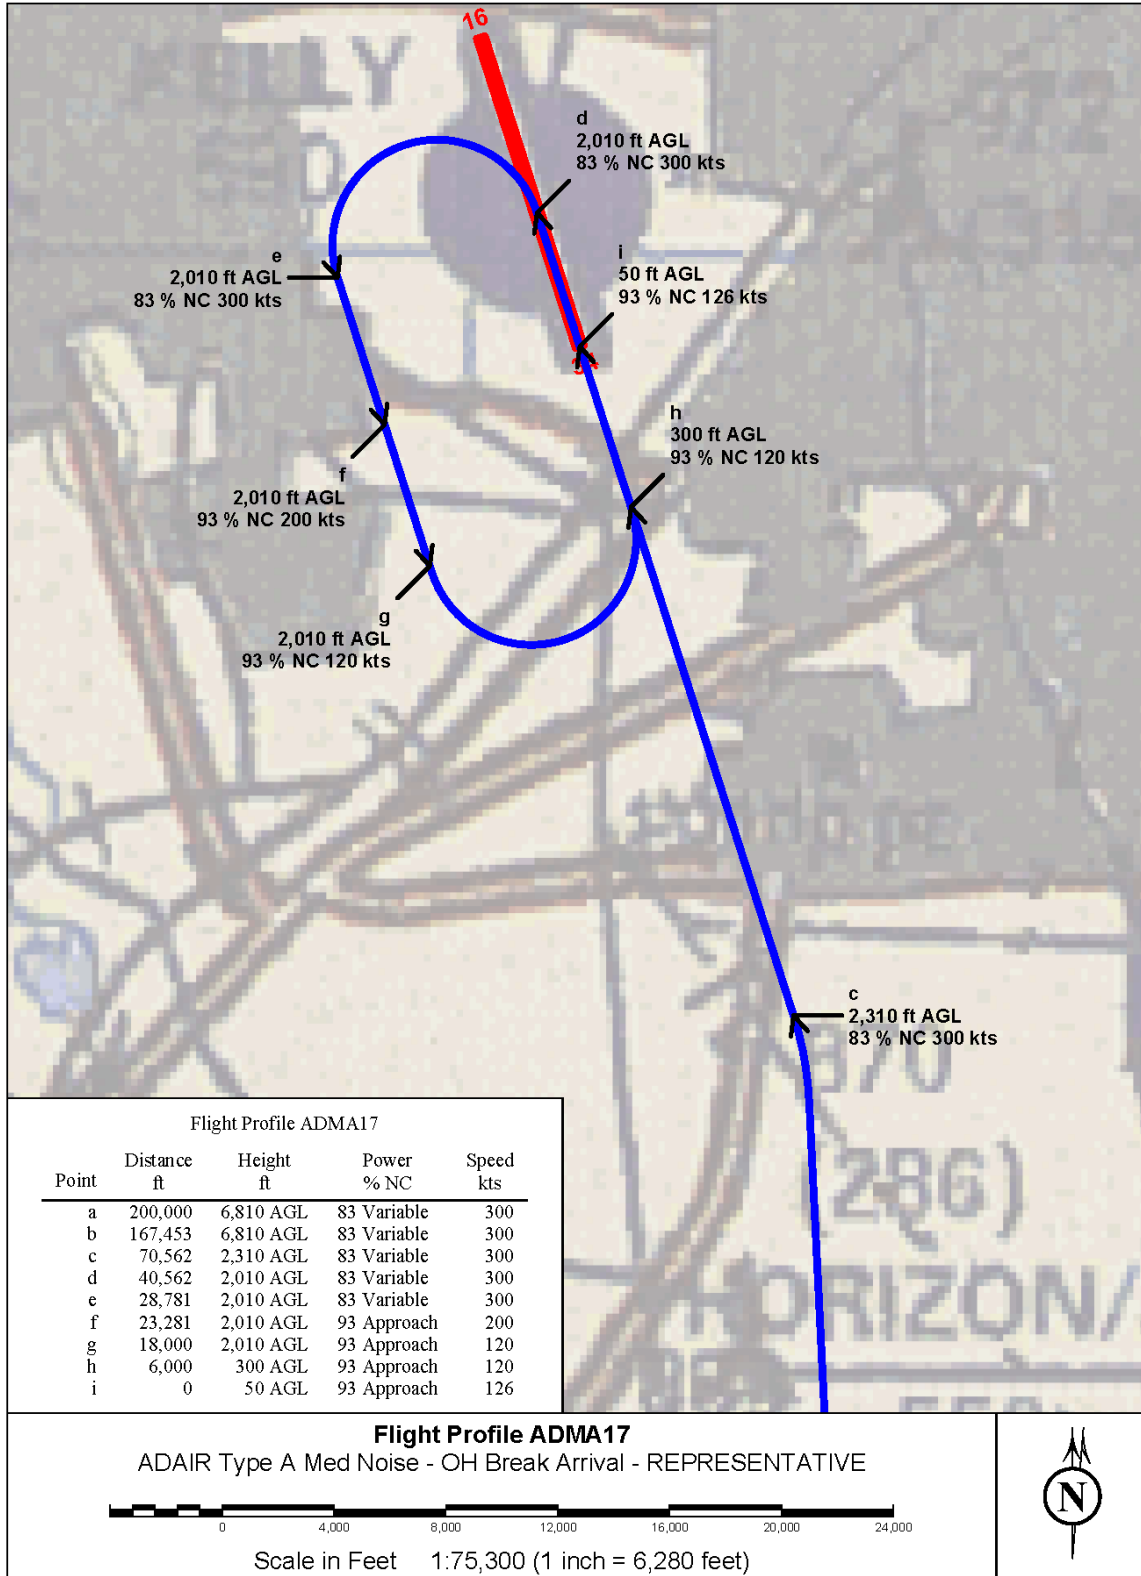 16
d
2,010 ft AGL
83 % NC 300 kts
e
2,010 ft AGL
83 % NC 300 kts
i
50 ft AGL
93 % NC 126 kts
h
300 ft AGL
93 % NC 120 kts
f
2,010 ft AGL
93 % NC 200 kts
g
2,010 ft AGL
93 % NC 120 kts
c
2,310 ft AGL
83 % NC 300 kts
370
(286)
HORIZON/
Flight Profile ADMA17
Point Distance ft Height ft Power % NC Speed kts
a 200,000 6,810 AGL 83 Variable 300
b 167,453 6,810 AGL 83 Variable 300
c 70,562 2,310 AGL 83 Variable 300
d 40,562 2,010 AGL 83 Variable 300
e 28,781 2,010 AGL 83 Variable 300
f 23,281 2,010 AGL 93 Approach 200
g 18,000 2,010 AGL 93 Approach 120
h 6,000 300 AGL 93 Approach 120
i 0 50 AGL 93 Approach 126
Flight Profile ADMA17
ADAIR Type A Med Noise - OH Break Arrival - REPRESENTATIVE
0 4,000 8,000 12,000 16,000 20,000 24,000
Scale in Feet 1:75,300 (1 inch = 6,280 feet)
N